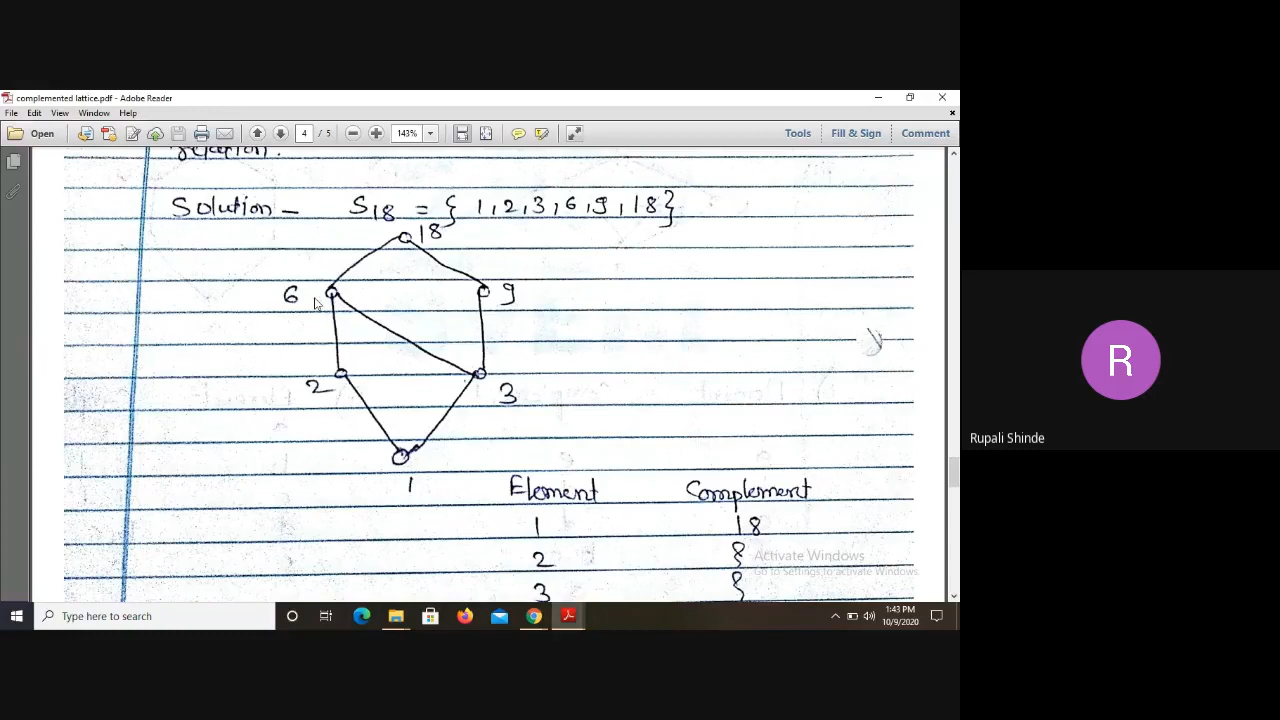 complemented lattice.pdf - Adobe Reader
File Edit View Window Help
Open 4 / 5 143% Tools Fill & Sign Comment
Solution - S18 = { 1, 2, 3, 6, 9, 18 }
18
6 9
2 3
1
Element Complement
1 18
2
3
Activate Windows
Go to Settings to activate Windows.
R
Rupali Shinde
Type here to search
1:43 PM
10/9/2020